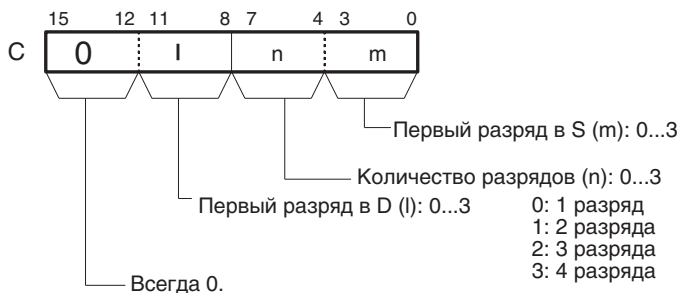 15 12 11 8 7 4 3 0
C 0 l n m
Первый разряд в S (m): 0...3
Количество разрядов (n): 0...3
Первый разряд в D (l): 0...3
0: 1 разряд
1: 2 разряда
2: 3 разряда
3: 4 разряда
Всегда 0.